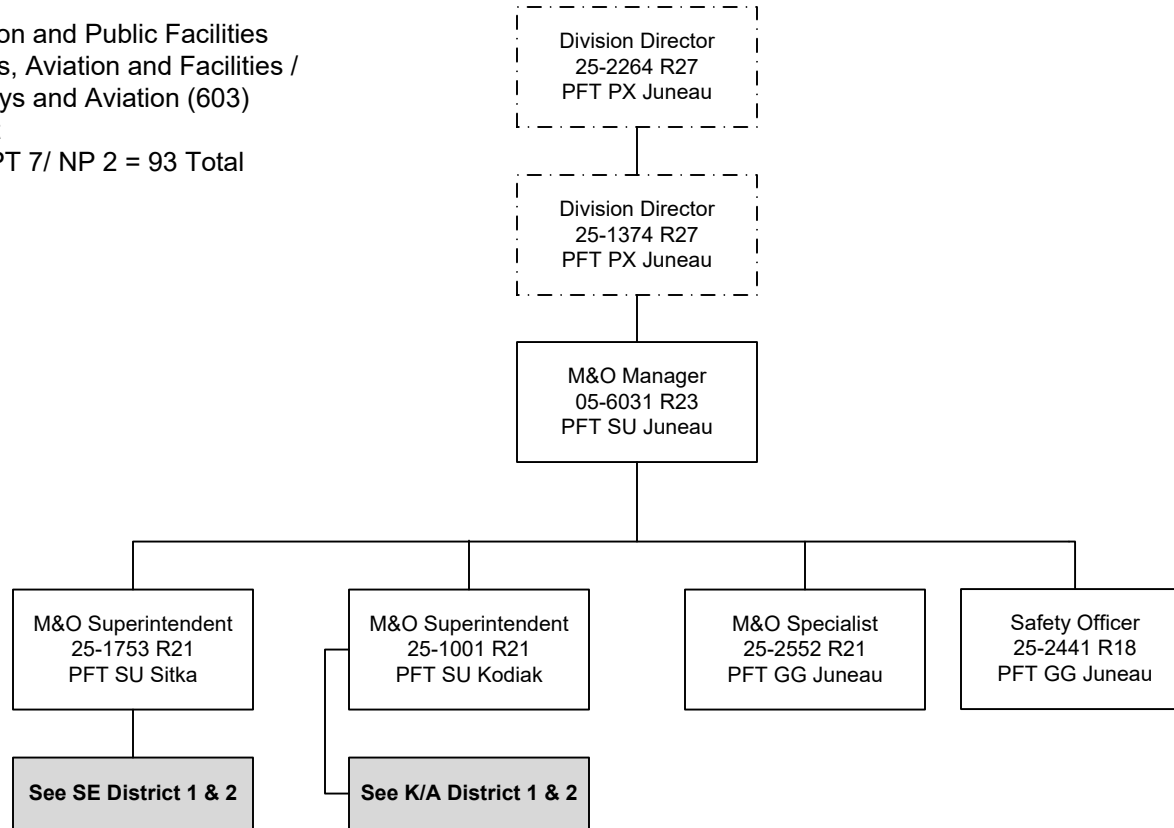 on and Public Facilities
s, Aviation and Facilities /
ys and Aviation (603)
PT 7/ NP 2 = 93 Total
Division Director
25-2264 R27
PFT PX Juneau
Division Director
25-1374 R27
PFT PX Juneau
M&O Manager
05-6031 R23
PFT SU Juneau
M&O Superintendent
25-1753 R21
PFT SU Sitka
M&O Superintendent
25-1001 R21
PFT SU Kodiak
M&O Specialist
25-2552 R21
PFT GG Juneau
Safety Officer
25-2441 R18
PFT GG Juneau
See SE District 1 & 2
See K/A District 1 & 2